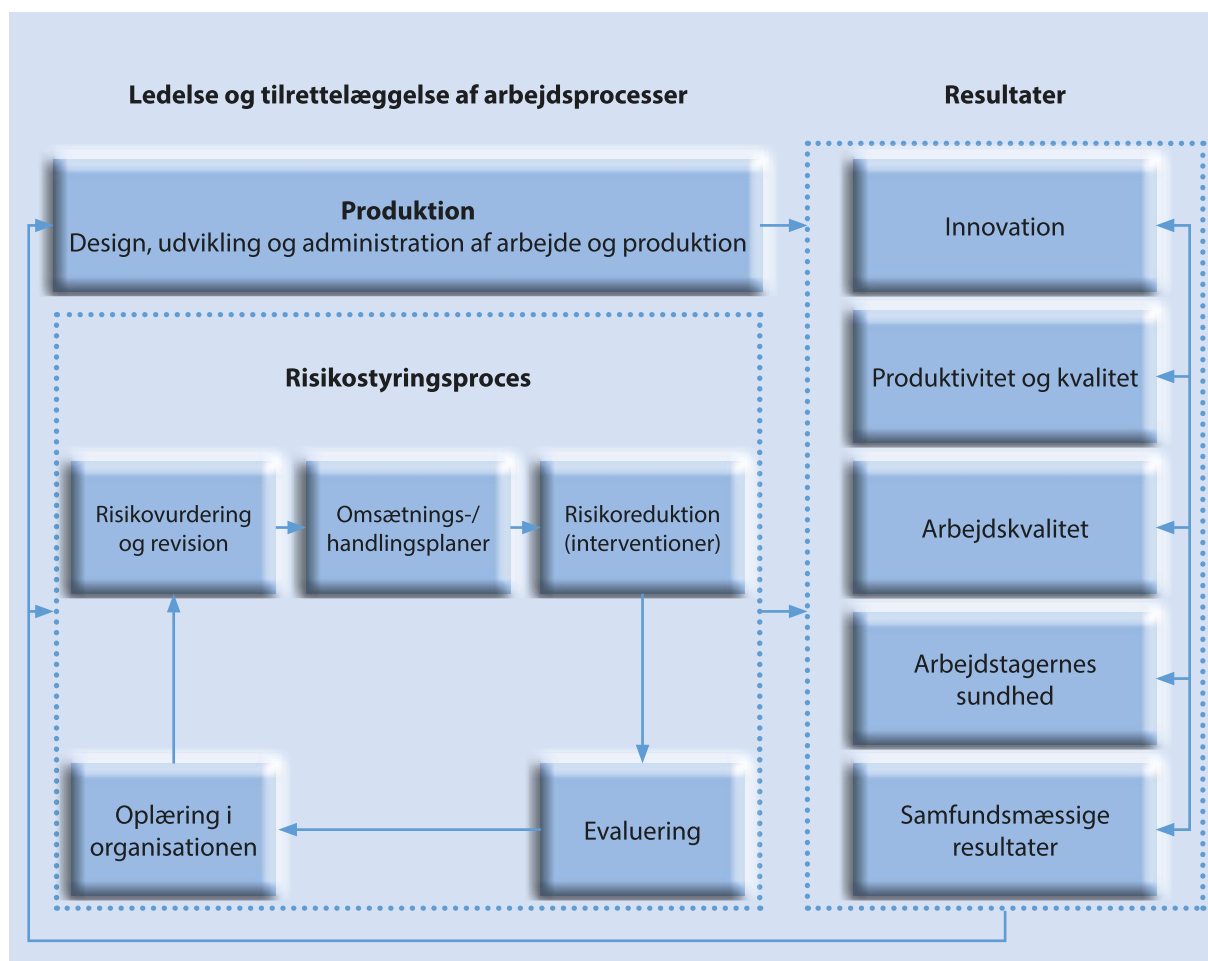 Ledelse og tilrettelæggelse af arbejdsprocesser
Resultater
Produktion
Design, udvikling og administration af arbejde og produktion
Risikostyringsproces
Risikovurdering
og revision
Omsætnings-/
handlingsplaner
Risikoreduktion
(interventioner)
Oplæring i
organisationen
Evaluering
Innovation
Produktivitet og kvalitet
Arbejdskvalitet
Arbejdstagernes
sundhed
Samfundsmæssige
resultater